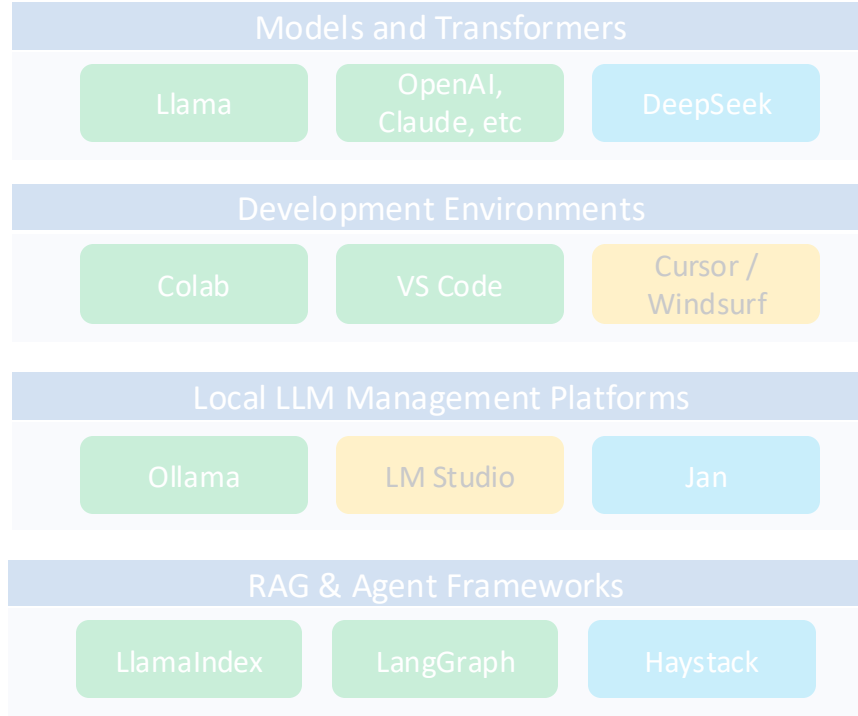 Models and Transformers
Llama
OpenAI,
Claude, etc
DeepSeek
Development Environments
Colab
VS Code
Cursor /
Windsurf
Local LLM Management Platforms
Ollama
LM Studio
Jan
RAG & Agent Frameworks
LlamaIndex
LangGraph
Haystack